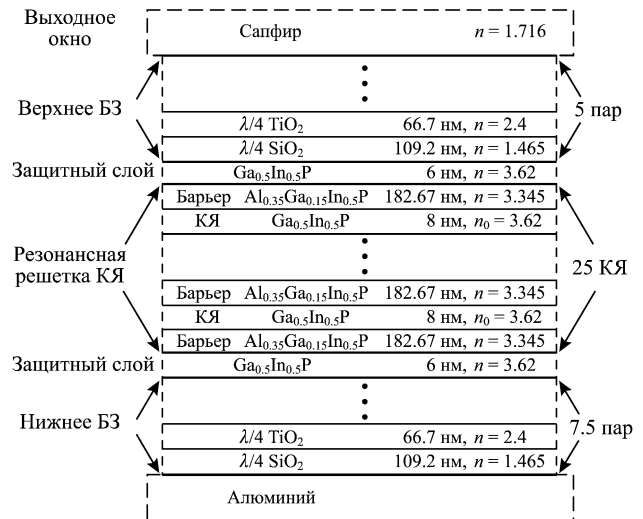 Выходное окно
Сапфир n = 1.716
Верхнее БЗ
5 пар
λ/4 TiO₂ 66.7 нм, n = 2.4
λ/4 SiO₂ 109.2 нм, n = 1.465
Защитный слой
Ga₀.₅In₀.₅P 6 нм, n = 3.62
Барьер Al₀.₃₅Ga₀.₁₅In₀.₅P 182.67 нм, n = 3.345
КЯ Ga₀.₅In₀.₅P 8 нм, n₀ = 3.62
Резонансная решетка КЯ
25 КЯ
Барьер Al₀.₃₅Ga₀.₁₅In₀.₅P 182.67 нм, n = 3.345
КЯ Ga₀.₅In₀.₅P 8 нм, n₀ = 3.62
Барьер Al₀.₃₅Ga₀.₁₅In₀.₅P 182.67 нм, n = 3.345
Защитный слой
Ga₀.₅In₀.₅P 6 нм, n = 3.62
Нижнее БЗ
7.5 пар
λ/4 TiO₂ 66.7 нм, n = 2.4
λ/4 SiO₂ 109.2 нм, n = 1.465
Алюминий